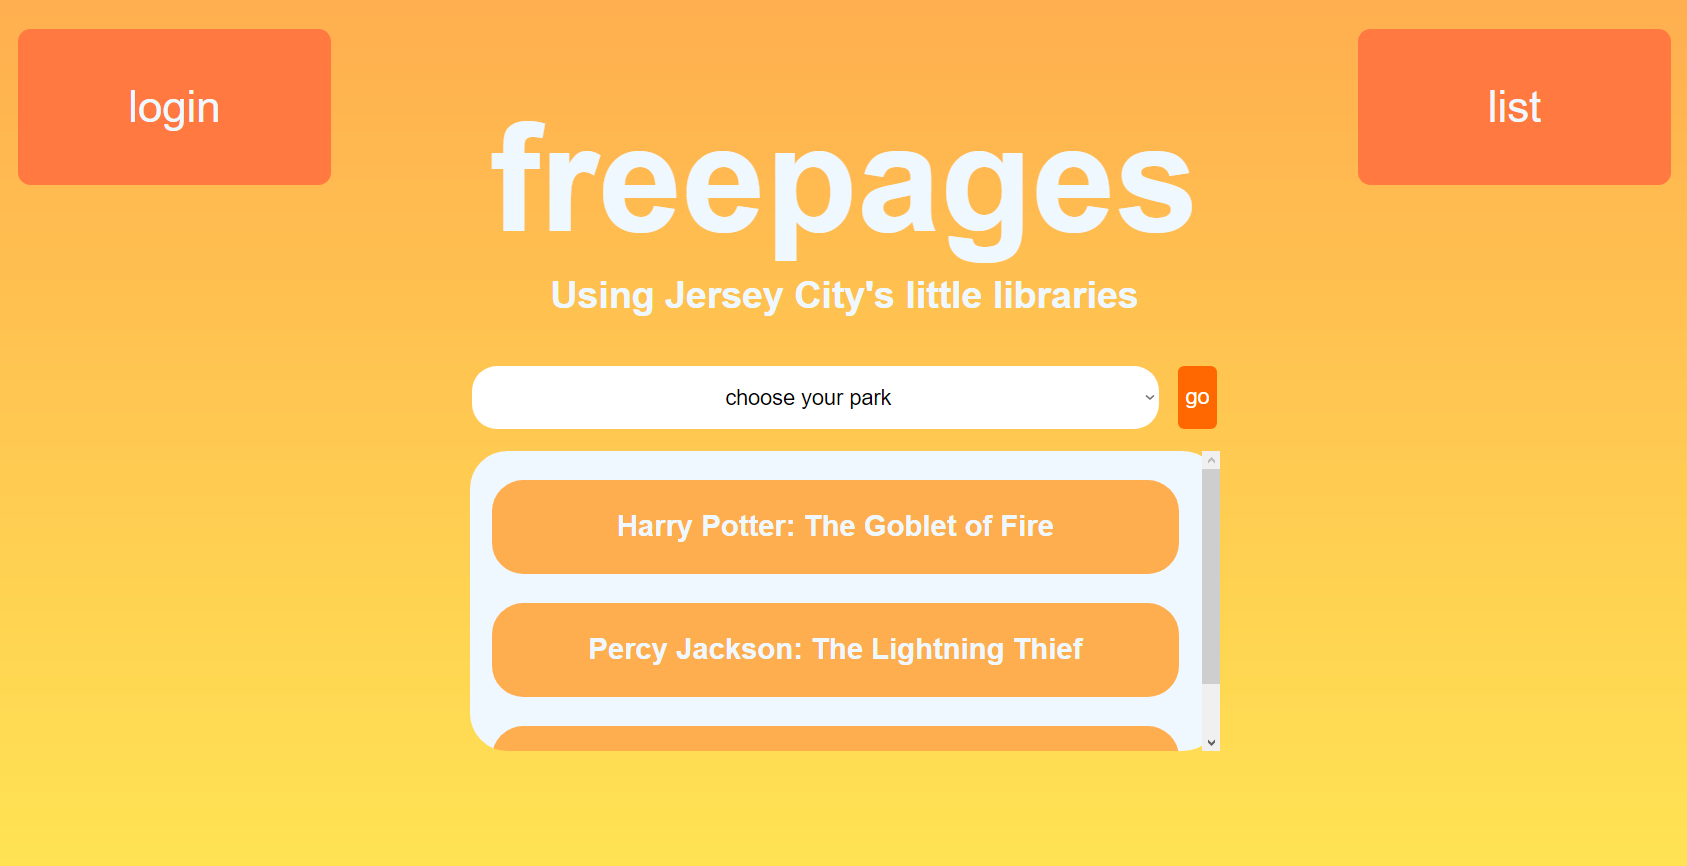 login
list
freepages
Using Jersey City's little libraries
choose your park
go
Harry Potter: The Goblet of Fire
Percy Jackson: The Lightning Thief